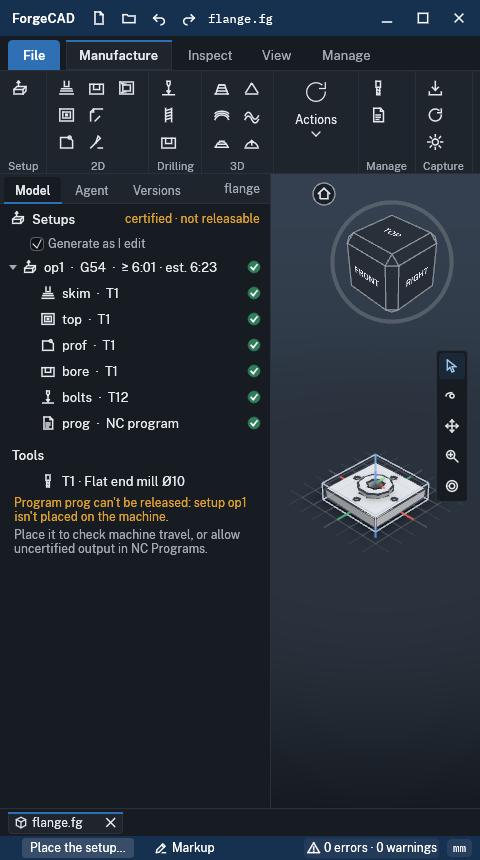 ForgeCAD flange.fg
File Manufacture Inspect View Manage
Actions
Setup 2D Drilling 3D Manage Capture
Model Agent Versions flange
Setups certified · not releasable
Generate as I edit
op1 · G54 · ≥ 6:01 · est. 6:23
skim · T1
top · T1
prof · T1
bore · T1
bolts · T12
prog · NC program
Tools
T1 · Flat end mill Ø10
Program prog can't be released: setup op1
isn't placed on the machine.
Place it to check machine travel, or allow
uncertified output in NC Programs.
TOP
FRONT
RIGHT
flange.fg
Place the setup... Markup 0 errors · 0 warnings mm